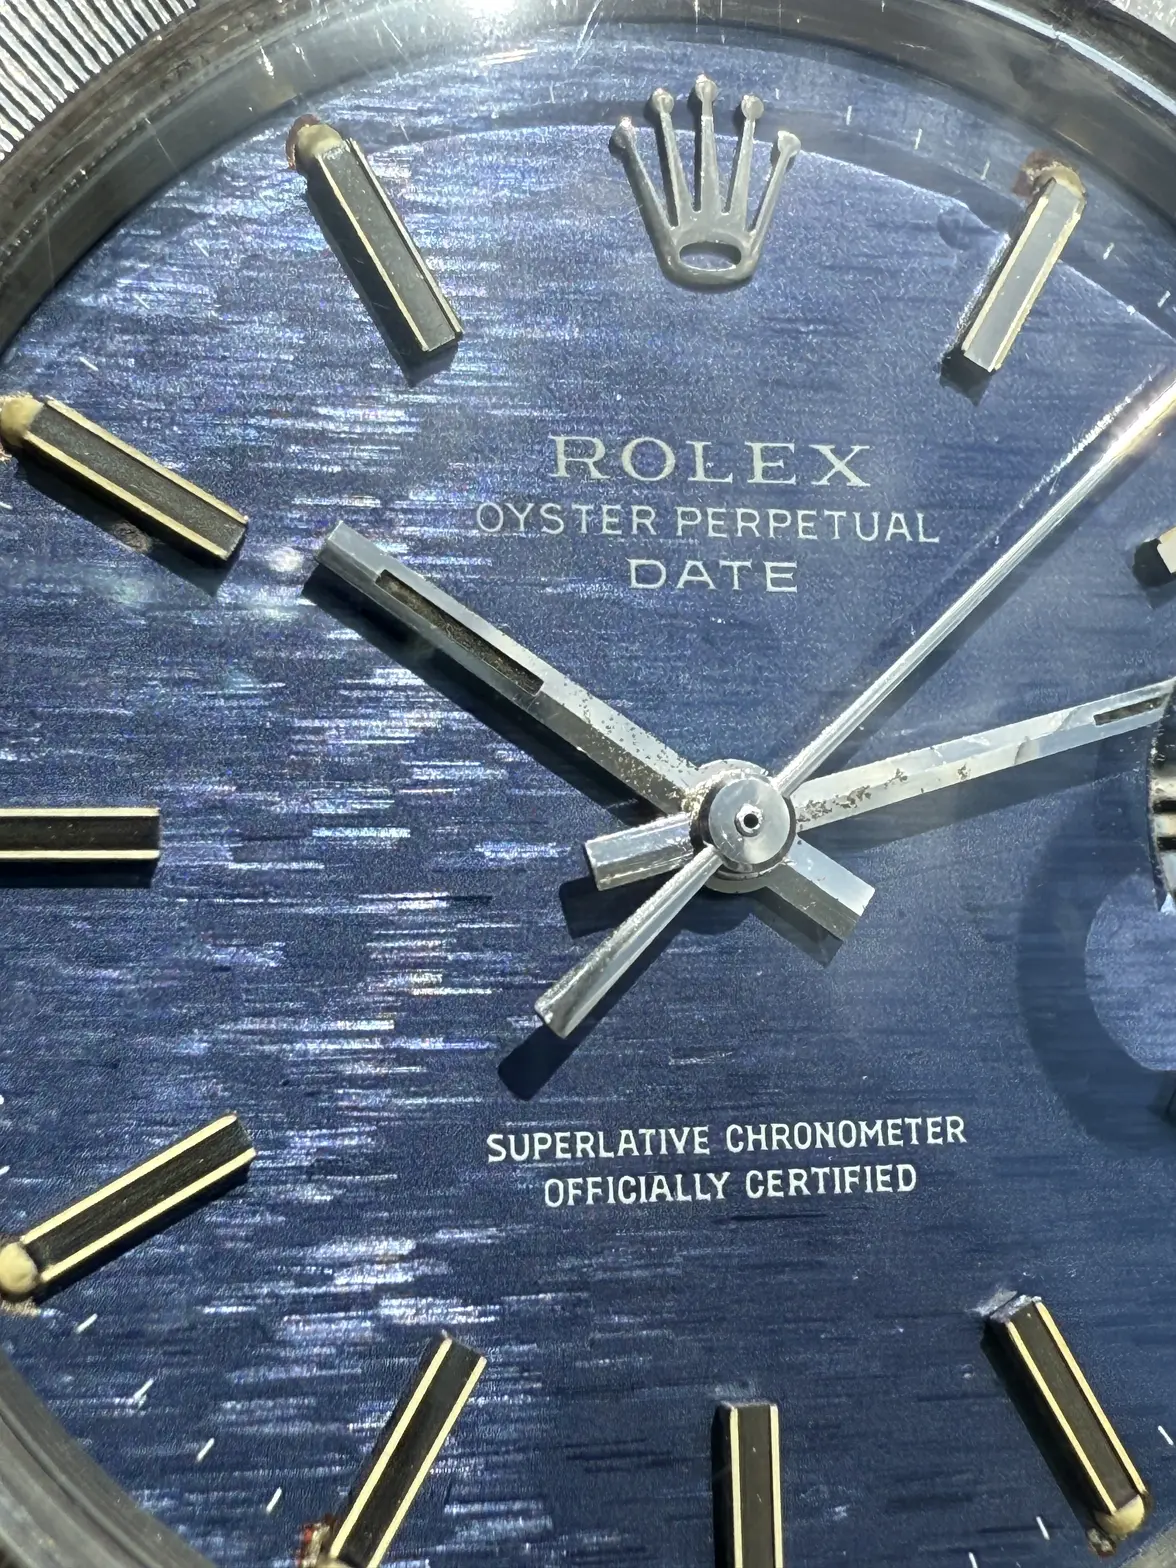 ROLEX
OYSTER PERPETUAL
DATE
SUPERLATIVE CHRONOMETER
OFFICIALLY CERTIFIED